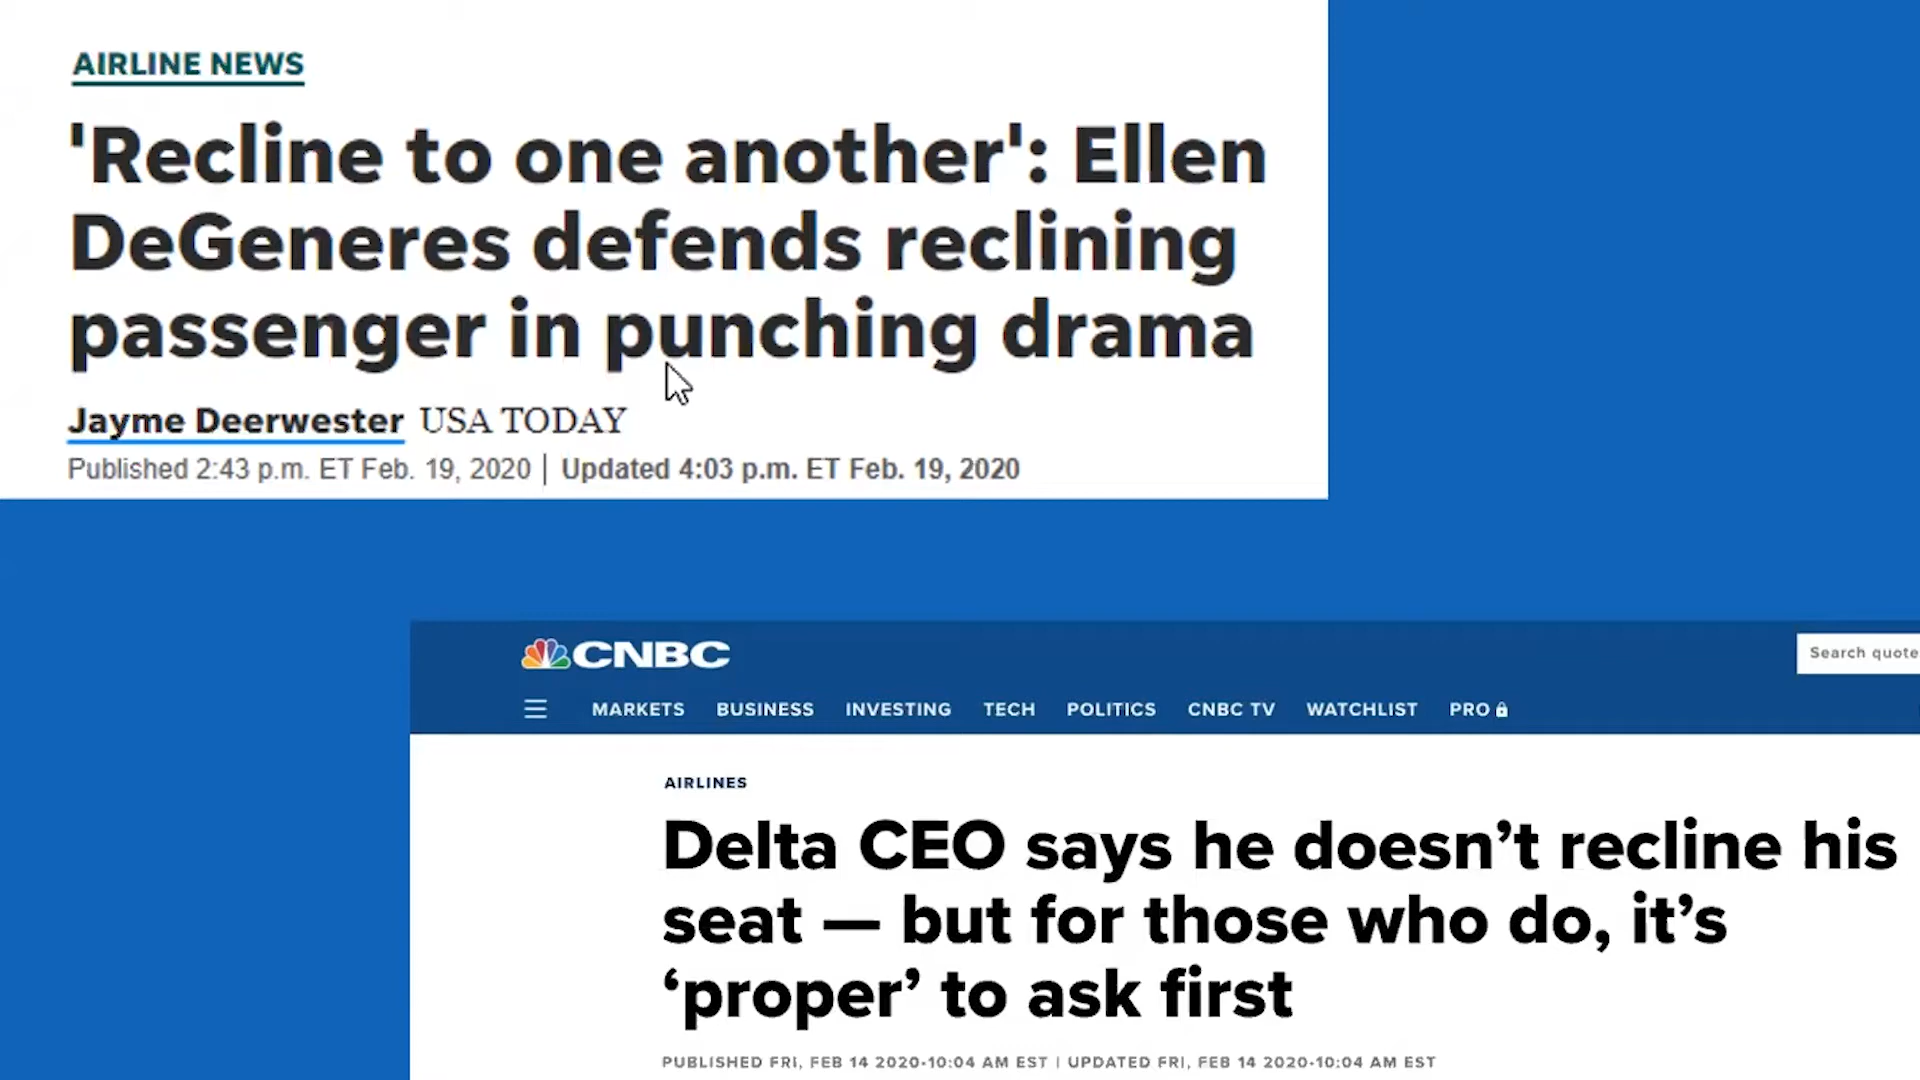 AIRLINE NEWS
'Recline to one another': Ellen
DeGeneres defends reclining
passenger in punching drama
Jayme Deerwester USA TODAY
Published 2:43 p.m. ET Feb. 19, 2020 | Updated 4:03 p.m. ET Feb. 19, 2020
CNBC
Search quote
MARKETS BUSINESS INVESTING TECH POLITICS CNBC TV WATCHLIST PRO
AIRLINES
Delta CEO says he doesn’t recline his
seat — but for those who do, it’s
‘proper’ to ask first
PUBLISHED FRI, FEB 14 2020•10:04 AM EST | UPDATED FRI, FEB 14 2020•10:04 AM EST